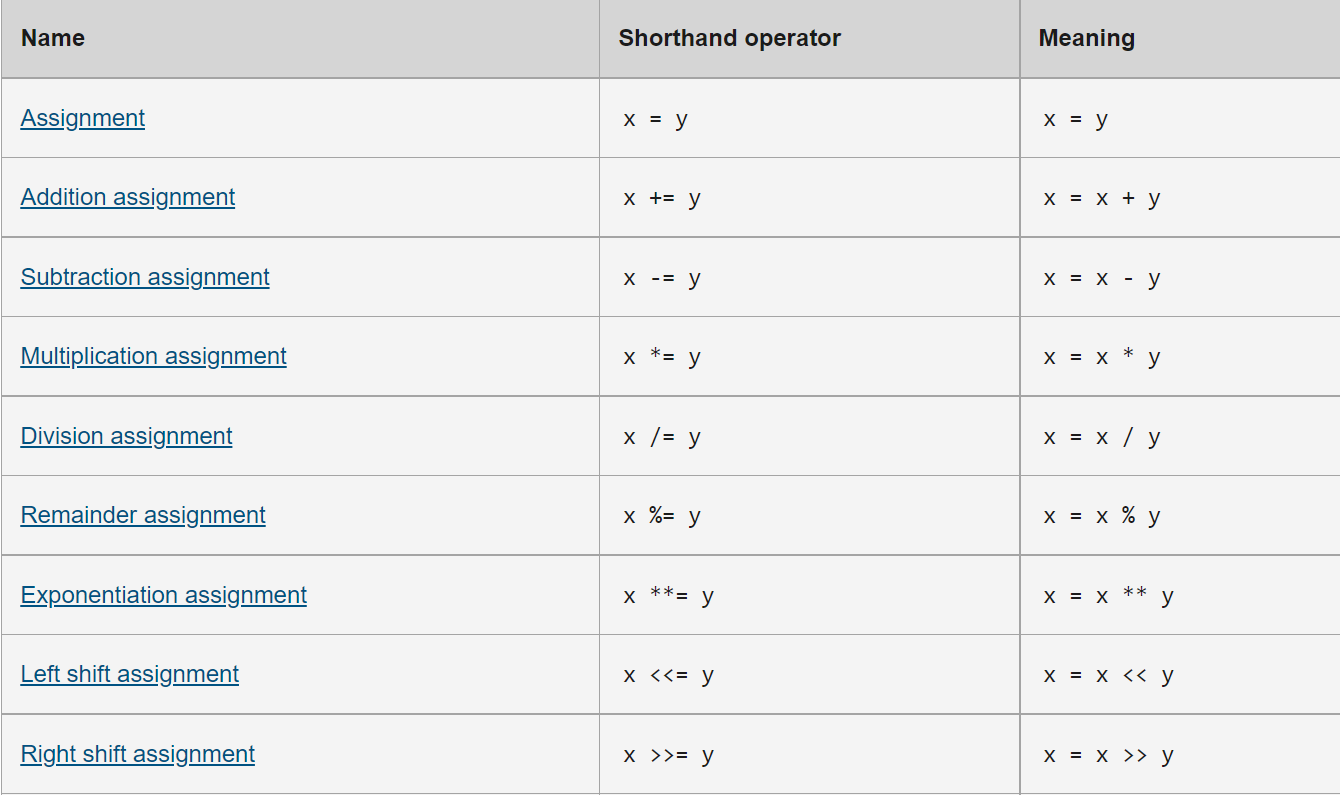 Name Shorthand operator Meaning
Assignment x = y x = y
Addition assignment x += y x = x + y
Subtraction assignment x -= y x = x - y
Multiplication assignment x *= y x = x * y
Division assignment x /= y x = x / y
Remainder assignment x %= y x = x % y
Exponentiation assignment x **= y x = x ** y
Left shift assignment x <<= y x = x << y
Right shift assignment x >>= y x = x >> y